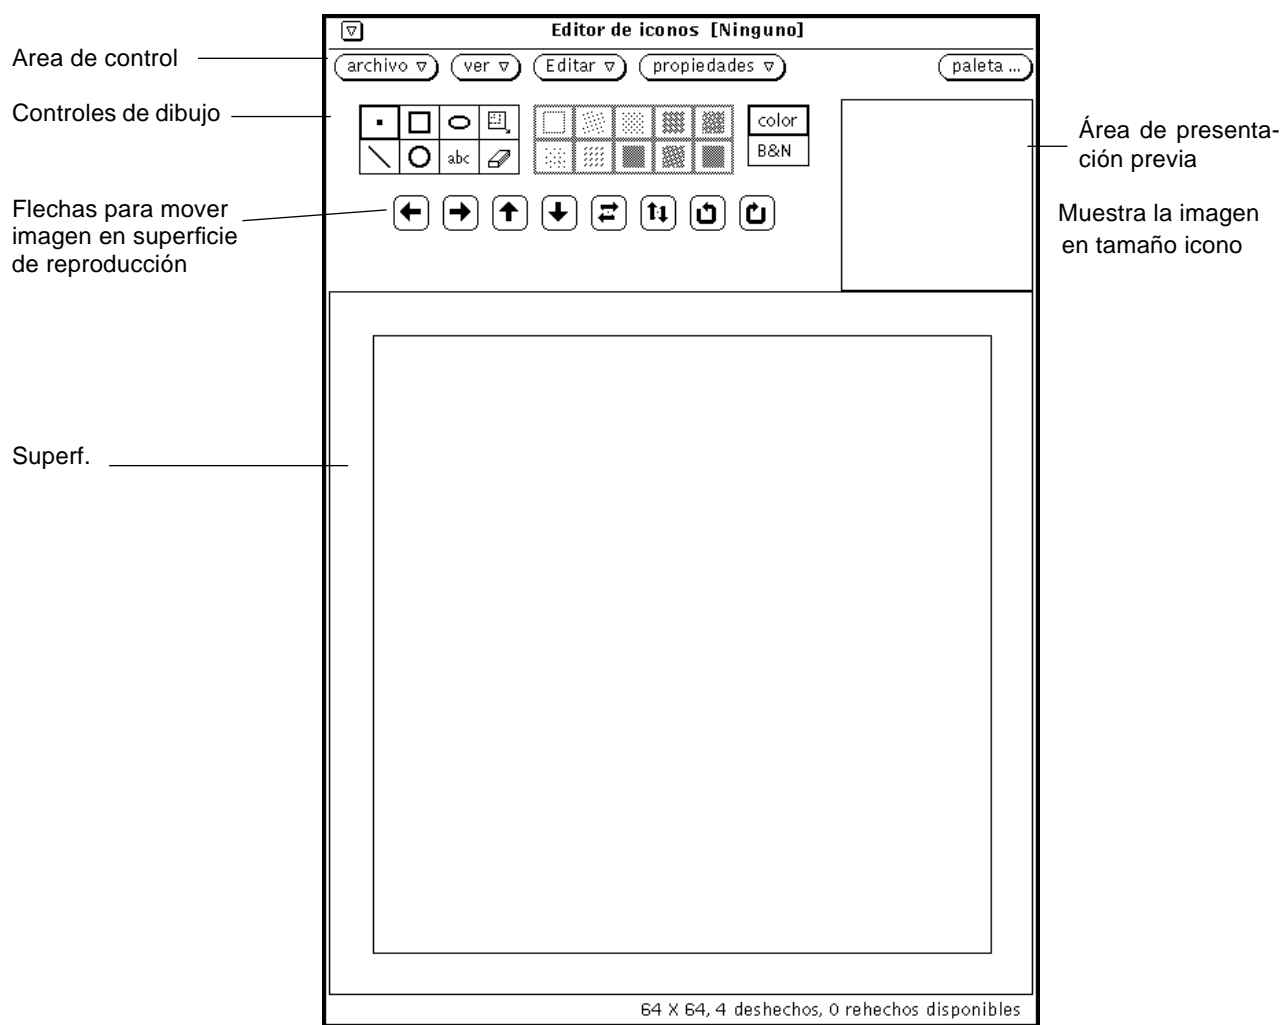 Editor de iconos [Ninguno]
Area de control
archivo ver Editar propiedades paleta ...
Controles de dibujo
color
abc
B&N
Área de presenta-
ción previa
Flechas para mover
imagen en superficie
de reproducción
Muestra la imagen
en tamaño icono
Superf.
64 X 64, 4 deshechos, 0 rehechos disponibles